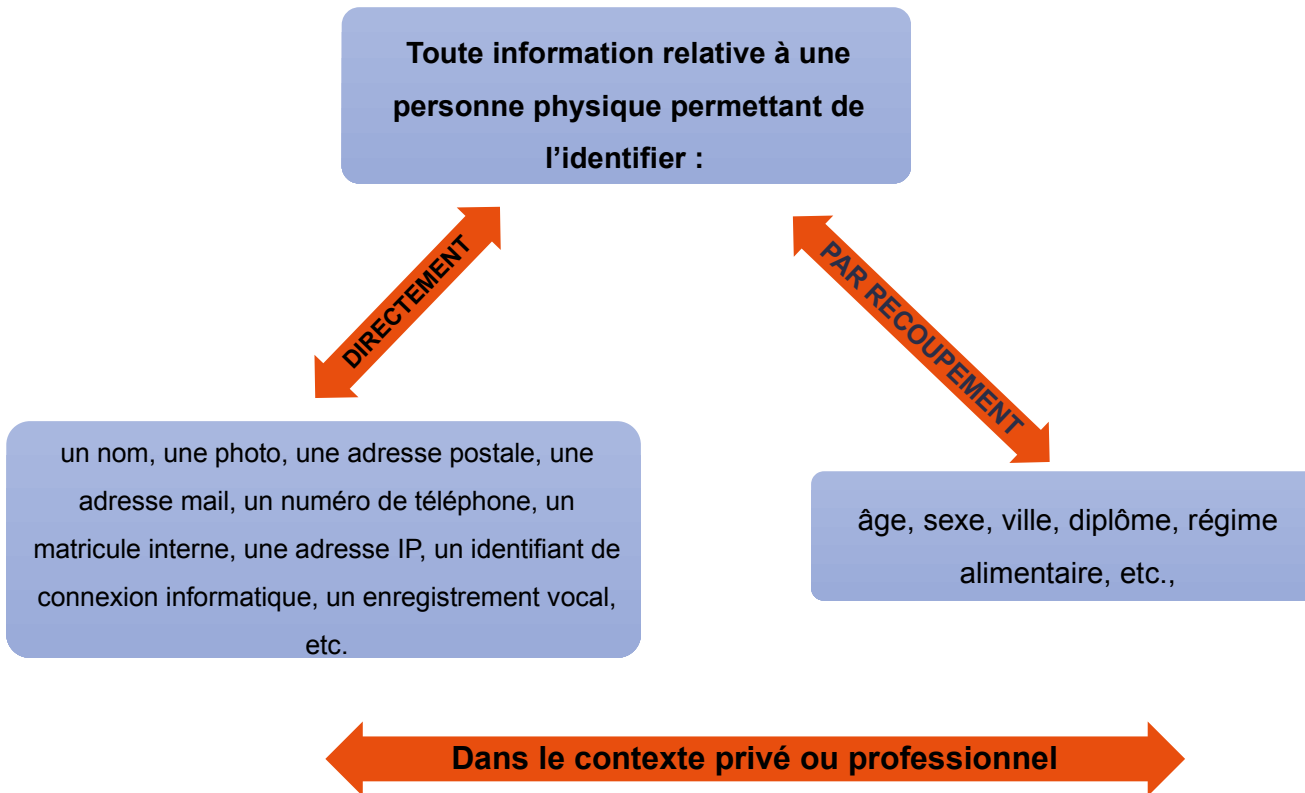 Toute information relative à une
personne physique permettant de
l’identifier :
DIRECTEMENT
PAR RECOUPEMENT
un nom, une photo, une adresse postale, une
adresse mail, un numéro de téléphone, un
matricule interne, une adresse IP, un identifiant de
connexion informatique, un enregistrement vocal,
etc.
âge, sexe, ville, diplôme, régime
alimentaire, etc.,
Dans le contexte privé ou professionnel